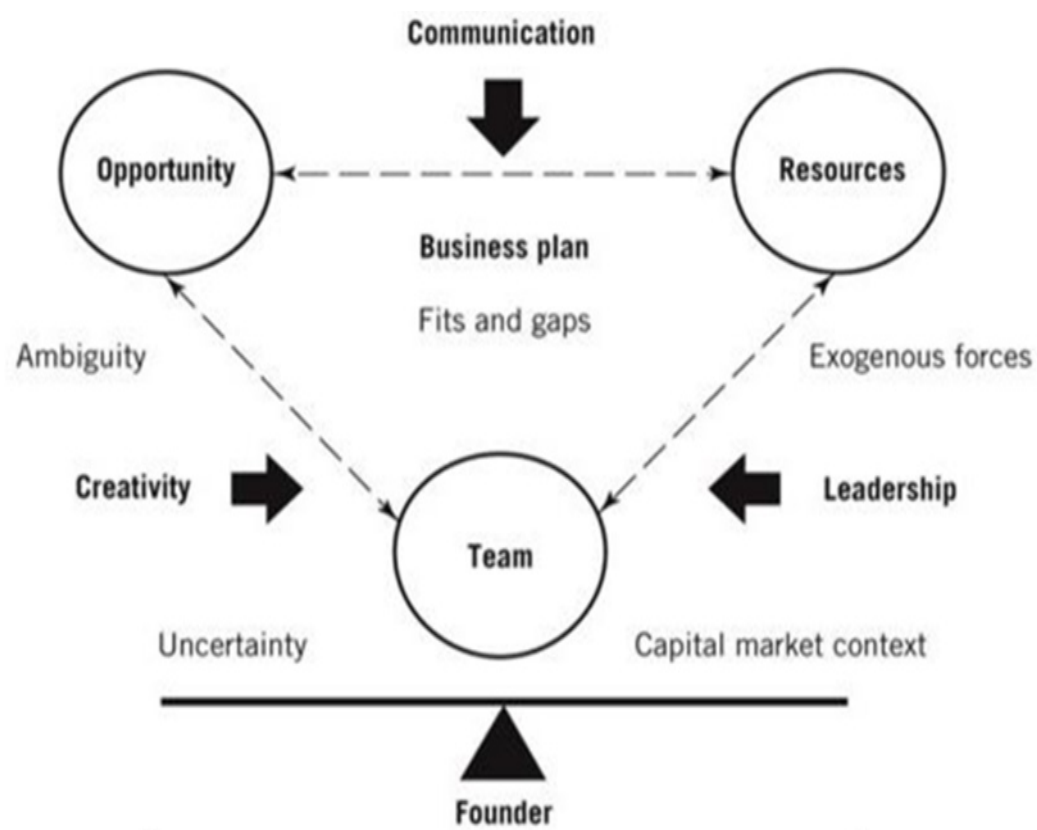 Communication
Opportunity
Resources
Business plan
Fits and gaps
Ambiguity
Exogenous forces
Creativity
Leadership
Team
Uncertainty
Capital market context
Founder